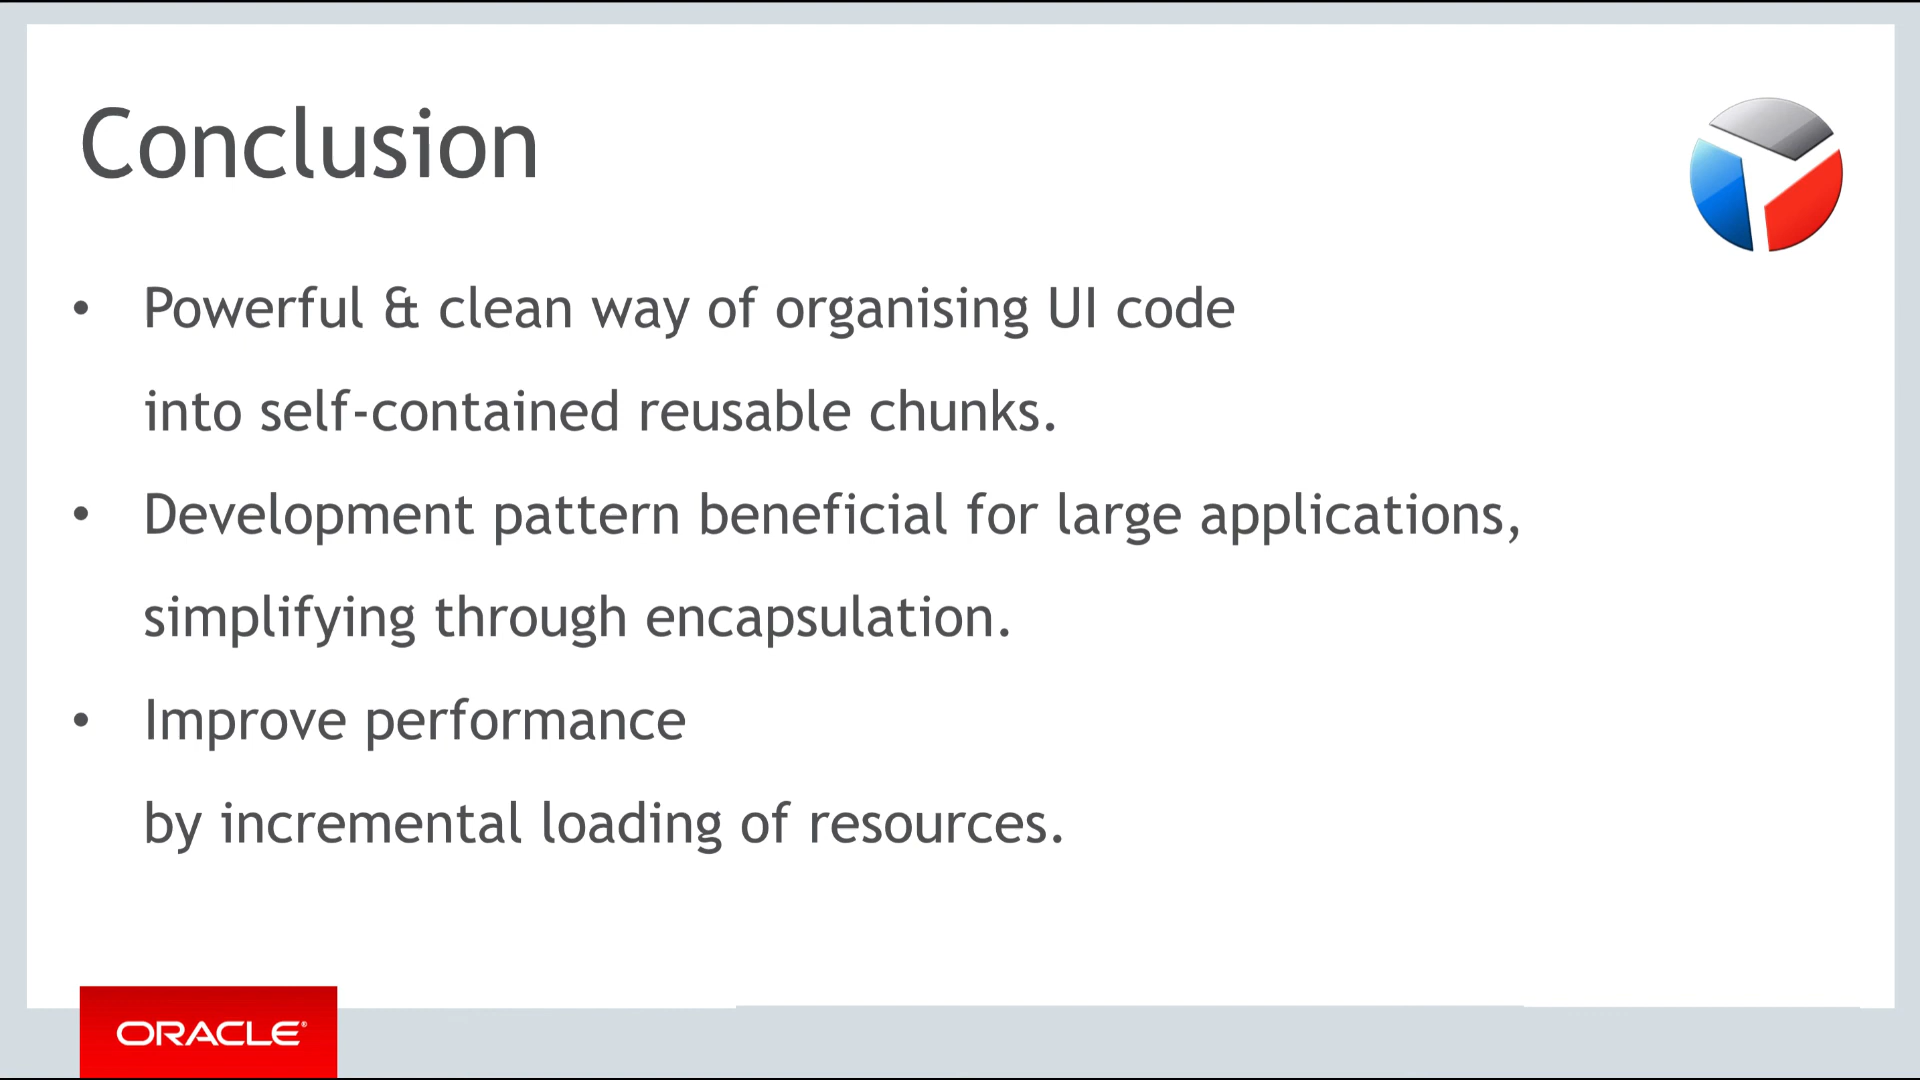 Conclusion
• Powerful & clean way of organising UI code
into self-contained reusable chunks.
• Development pattern beneficial for large applications,
simplifying through encapsulation.
• Improve performance
by incremental loading of resources.
ORACLE®